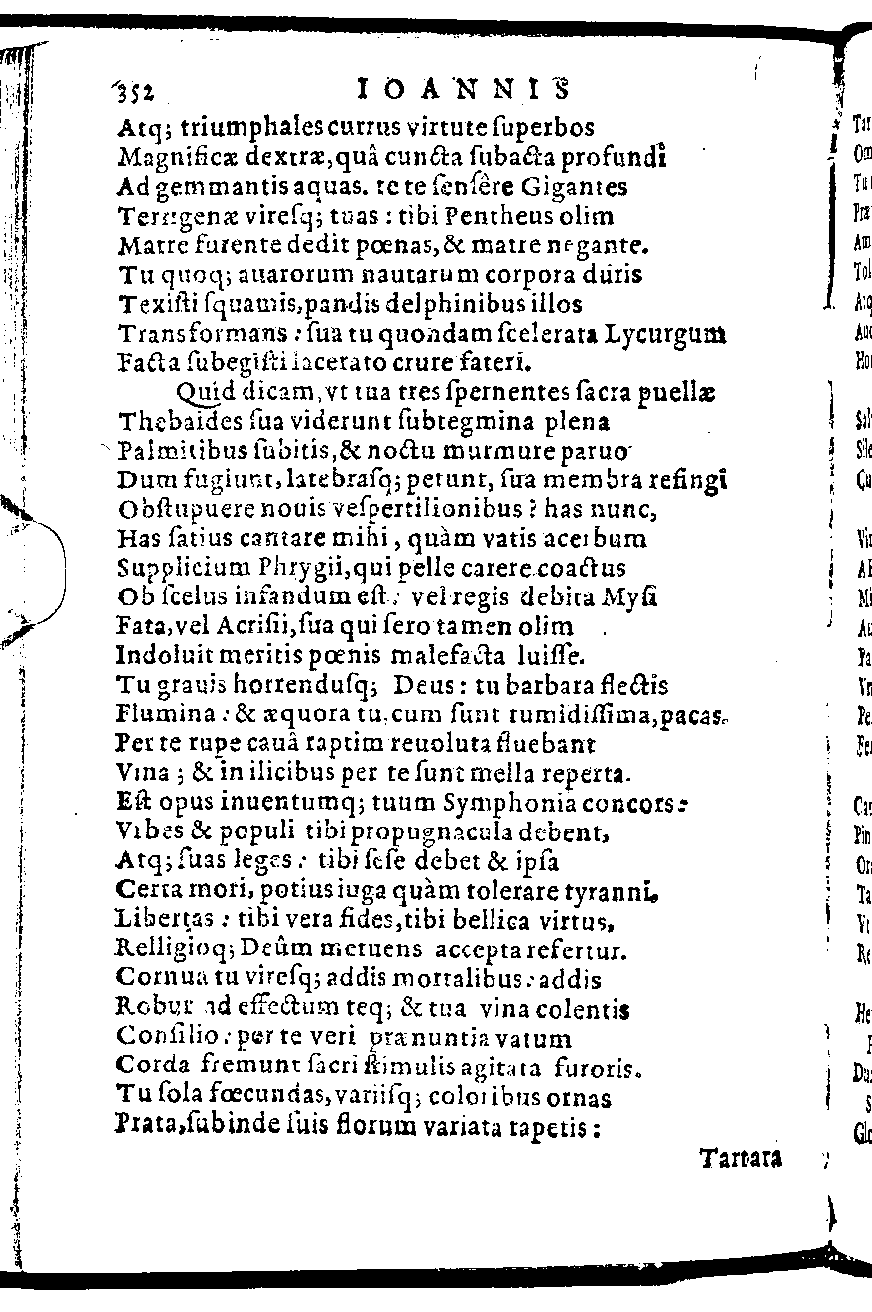 352 IOANNIS
Atq; triumphales currus virtute ſuperbos
Magnificæ dextræ, quâ cuncta ſubacta profundi
Ad gemmantis aquas. te te ſenſêre Gigantes
Terrigenæ vireſq; tuas : tibi Pentheus olim
Matre furente dedit pœnas, & matre negante.
Tu quoq; auarorum nautarum corpora duris
Texiſti ſquamis, pandis delphinibus illos
Transformans : ſua tu quondam ſcelerata Lycurgum
Facta ſubegiſti lacerato crure fateri.
Quid dicam, vt tua tres ſpernentes ſacra puellæ
Thebaides ſua viderunt ſubtegmina plena
Palmitibus ſubitis, & noctu murmure paruo
Dum fugiunt, latebraſq; petunt, ſua membra refingi
Obſtupuere nouis veſpertilionibus? has nunc,
Has ſatius cantare mihi, quàm vatis acerbum
Supplicium Phrygii, qui pelle carere coactus
Ob ſcelus infandum eſt : vel regis debita Myſi
Fata, vel Acriſii, ſua qui ſero tamen olim
Indoluit meritis pœnis malefacta luiſſe.
Tu grauis horrenduſq; Deus : tu barbara flectis
Flumina : & æquora tu, cum ſunt tumidiſſima, pacas.
Per te rupe cauâ raptim reuoluta fluebant
Vina ; & in ilicibus per te ſunt mella reperta.
Eſt opus inuentumq; tuum Symphonia concors :
Vrbes & populi tibi propugnacula debent,
Atq; ſuas leges : tibi ſeſe debet & ipſa
Certa mori, potius iuga quàm tolerare tyranni,
Libertas : tibi vera fides, tibi bellica virtus,
Relligioq; Deûm metuens accepta refertur.
Cornua tu vireſq; addis mortalibus : addis
Robur ad effectum teq; & tua vina colentis
Conſilio : per te veri prænuntia vatum
Corda fremunt ſacri ſtimulis agitata furoris.
Tu ſola fœcundas, variiſq; coloribus ornas
Prata, ſubinde ſuis florum variata tapetis :
Tartara